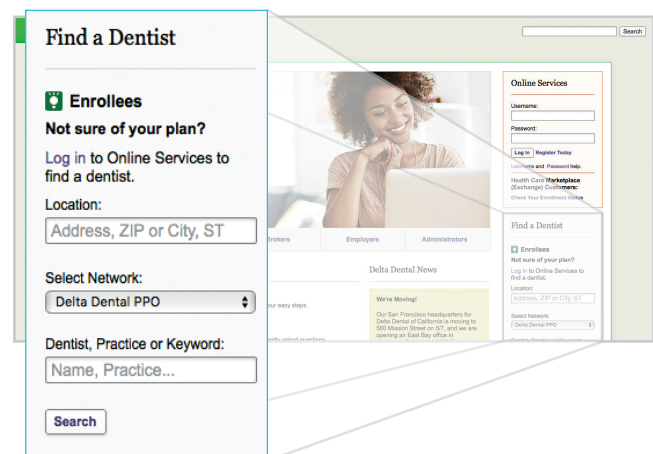 Find a Dentist
Enrollees
Not sure of your plan?
Log in to Online Services to
find a dentist.
Location:
Address, ZIP or City, ST
Select Network:
Delta Dental PPO
Dentist, Practice or Keyword:
Name, Practice...
Search
Search
Online Services
Username:
Password:
Log In Register Today
Username and Password help.
Health Care Marketplace
(Exchange) Customers:
Check Your Enrollment Status
Brokers Employers Administrators
Find a Dentist
Enrollees
Not sure of your plan?
Log in to Online Services to
find a dentist.
Location:
Address, ZIP or City, ST
Select Network:
Delta Dental PPO
Delta Dental News
We're Moving!
Our San Francisco headquarters for
Delta Dental of California is moving to
560 Mission Street on 5/7, and we are
opening an East Bay office in
our easy steps.
asked questions